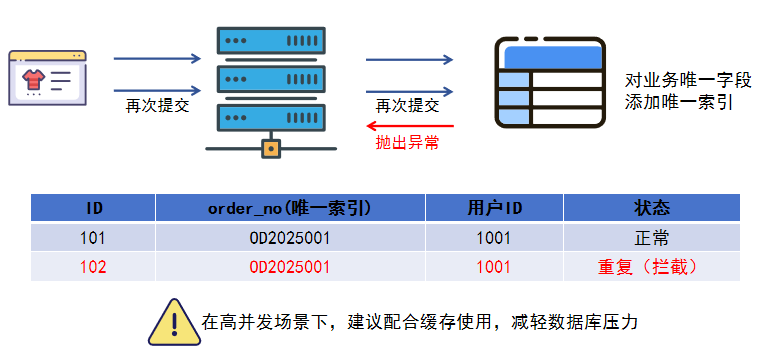 对业务唯一字段
添加唯一索引
再次提交
再次提交
抛出异常
ID order_no(唯一索引) 用户ID 状态
101 OD2025001 1001 正常
102 OD2025001 1001 重复（拦截）
在高并发场景下，建议配合缓存使用，减轻数据库压力